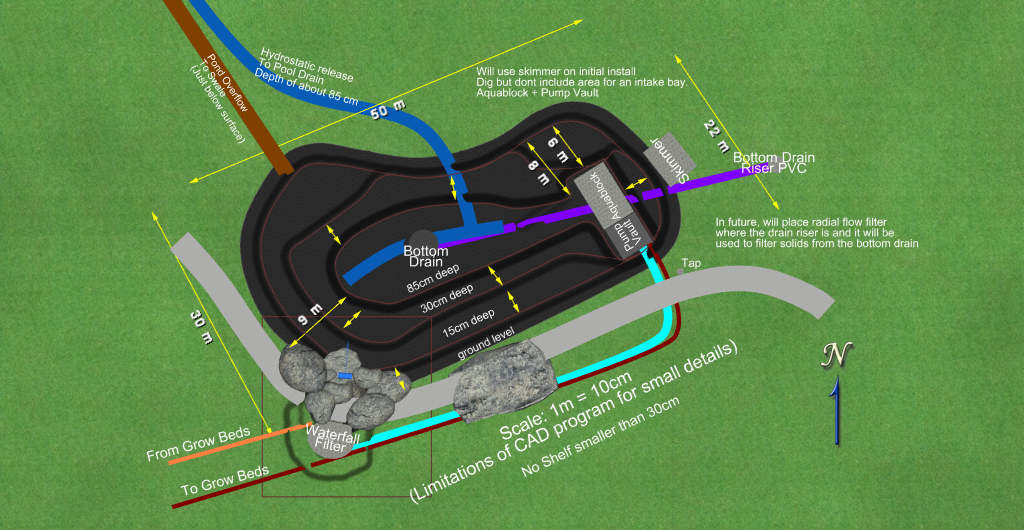 Pond Overflow
To Swale
(Just below surface)
Hydrostatic release
To Pool Drain
Depth of about 85 cm
50 m
Will use skimmer on initial install
Dig but dont include area for an intake bay.
Aquablock + Pump Vault
22 m
6 m
8 m
Skimmer
Bottom Drain
Riser PVC
Pump Aquablock
Vault
In future, will place radial flow filter
where the drain riser is and it will be
used to filter solids from the bottom drain
Bottom
Drain
Tap
85cm deep
30cm deep
15cm deep
ground level
9 m
30 m
N
Waterfall
Filter
From Grow Beds
To Grow Beds
Scale: 1m = 10cm
(Limitations of CAD program for small details)
No Shelf smaller than 30cm